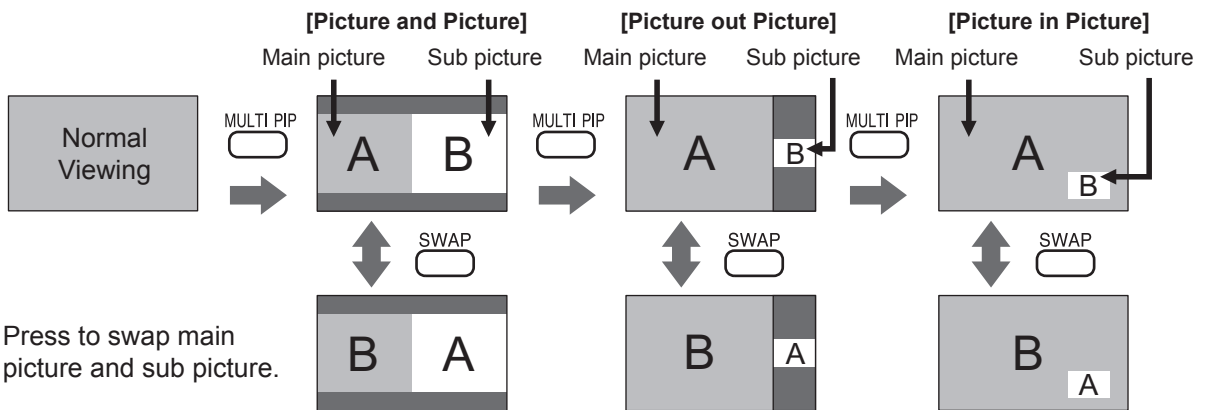 [Picture and Picture] [Picture out Picture] [Picture in Picture]
Main picture Sub picture Main picture Sub picture Main picture Sub picture
Normal
Viewing
MULTI PIP
A B
MULTI PIP
A B
MULTI PIP
A B
SWAP SWAP SWAP
Press to swap main
picture and sub picture.
B A
B A
B A